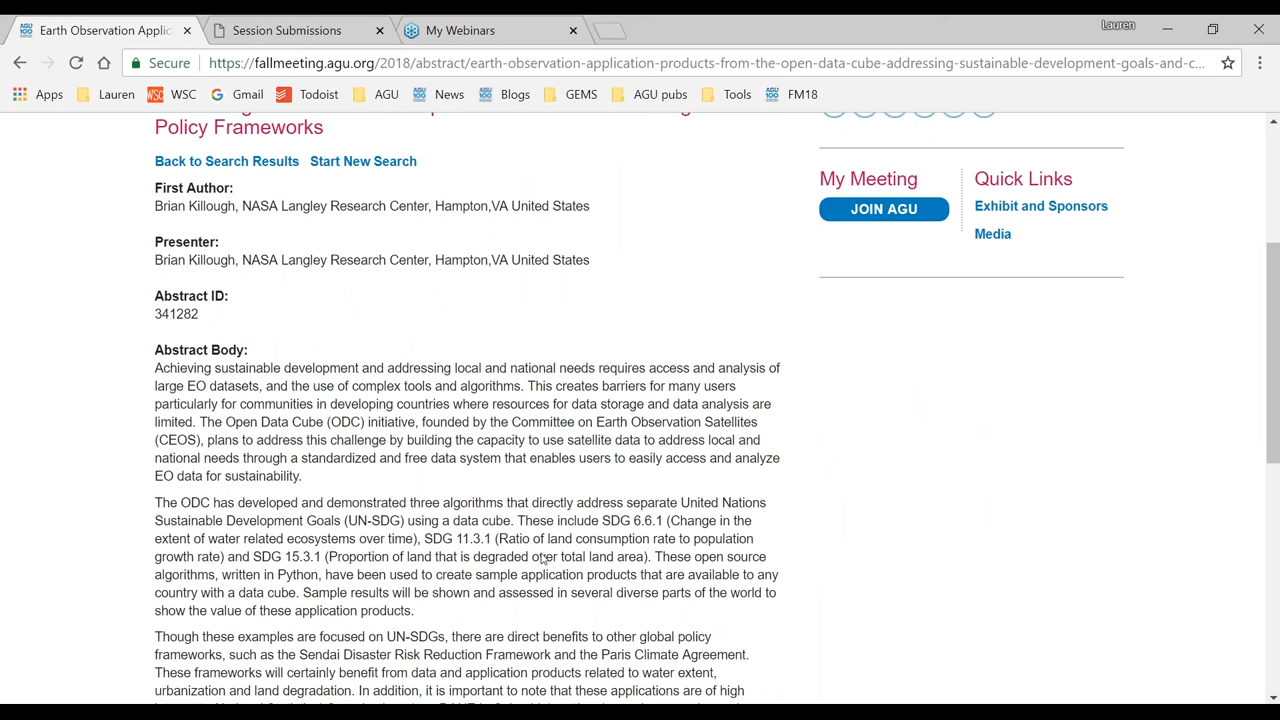 Earth Observation Applic
Session Submissions
My Webinars
Lauren
Secure
https://fallmeeting.agu.org/2018/abstract/earth-observation-application-products-from-the-open-data-cube-addressing-sustainable-development-goals-and-c...
Apps
Lauren
WSC WSC
Gmail
Todoist
AGU
News
Blogs
GEMS
AGU pubs
Tools
FM18
Policy Frameworks
Back to Search Results Start New Search
First Author:
Brian Killough, NASA Langley Research Center, Hampton,VA United States
Presenter:
Brian Killough, NASA Langley Research Center, Hampton,VA United States
Abstract ID:
341282
Abstract Body:
Achieving sustainable development and addressing local and national needs requires access and analysis of
large EO datasets, and the use of complex tools and algorithms. This creates barriers for many users
particularly for communities in developing countries where resources for data storage and data analysis are
limited. The Open Data Cube (ODC) initiative, founded by the Committee on Earth Observation Satellites
(CEOS), plans to address this challenge by building the capacity to use satellite data to address local and
national needs through a standardized and free data system that enables users to easily access and analyze
EO data for sustainability.
The ODC has developed and demonstrated three algorithms that directly address separate United Nations
Sustainable Development Goals (UN-SDG) using a data cube. These include SDG 6.6.1 (Change in the
extent of water related ecosystems over time), SDG 11.3.1 (Ratio of land consumption rate to population
growth rate) and SDG 15.3.1 (Proportion of land that is degraded over total land area). These open source
algorithms, written in Python, have been used to create sample application products that are available to any
country with a data cube. Sample results will be shown and assessed in several diverse parts of the world to
show the value of these application products.
Though these examples are focused on UN-SDGs, there are direct benefits to other global policy
frameworks, such as the Sendai Disaster Risk Reduction Framework and the Paris Climate Agreement.
These frameworks will certainly benefit from data and application products related to water extent,
urbanization and land degradation. In addition, it is important to note that these applications are of high
My Meeting
JOIN AGU
Quick Links
Exhibit and Sponsors
Media